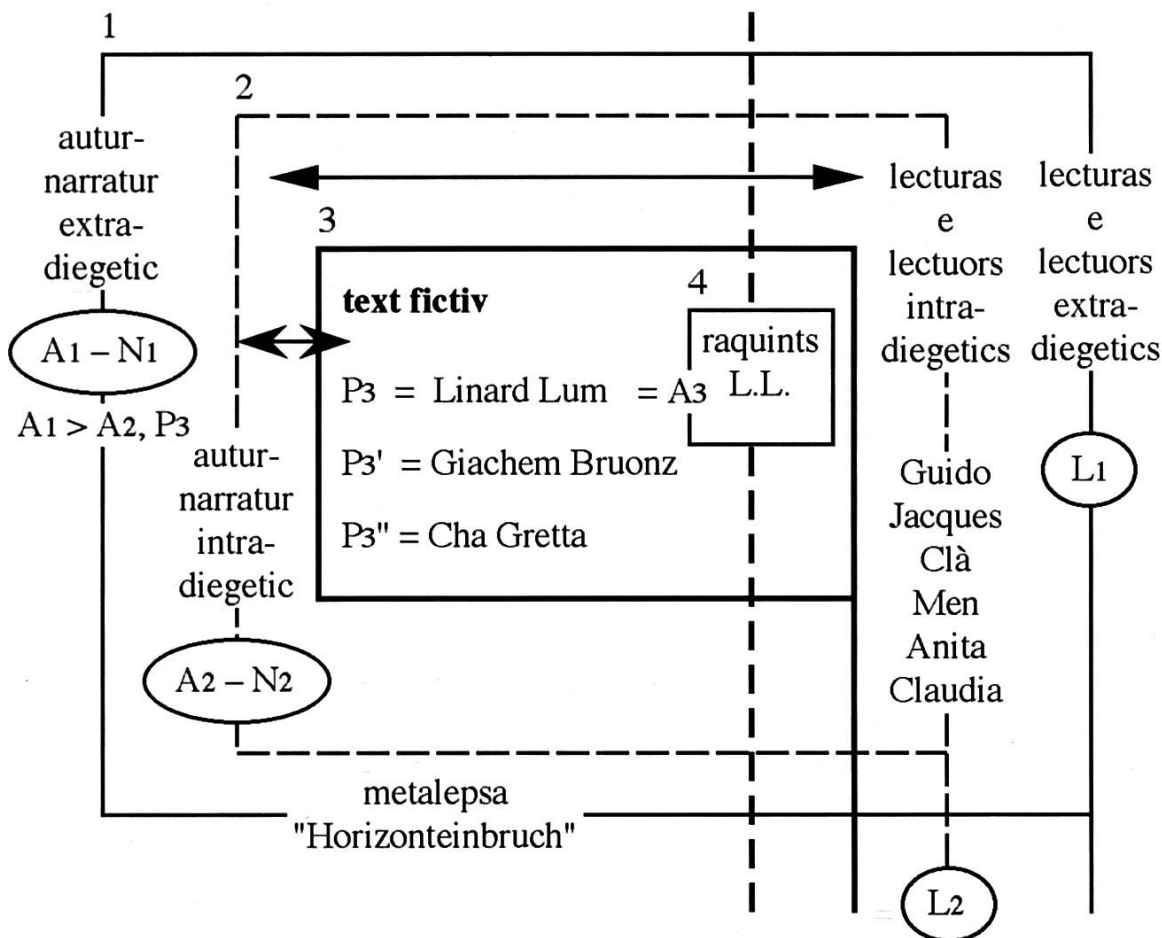 1
2
autur-
narratur
extra-
diegetic
A1 – N1
A1 > A2, P3
autur-
narratur
intra-
diegetic
A2 – N2
3
text fictiv
P3 = Linard Lum = A3
P3' = Giachem Bruonz
P3" = Cha Gretta
4
raquints
L.L.
lecturas
e
lectuors
intra-
diegetics
Guido
Jacques
Clà
Men
Anita
Claudia
lecturas
e
lectuors
extra-
diegetics
L1
metalepsa
"Horizonteinbruch"
L2